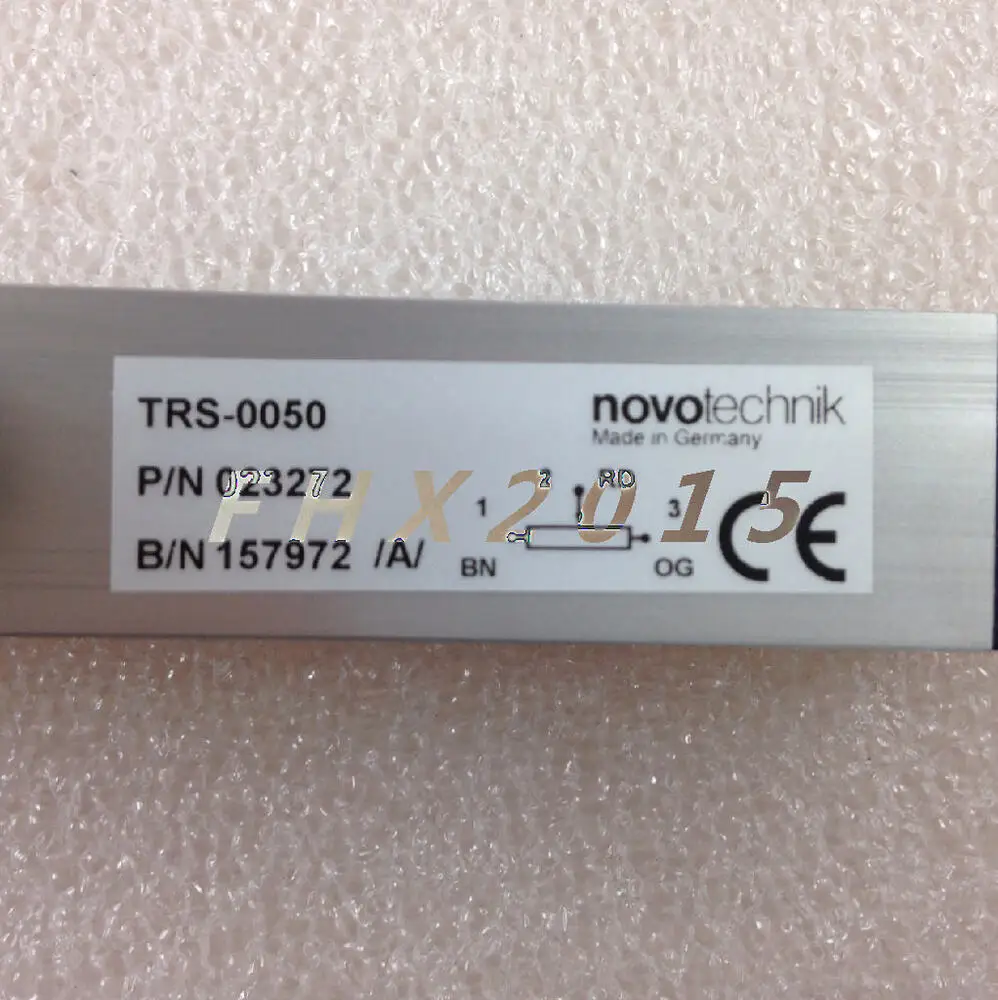 TRS-0050
novotechnik
Made in Germany
P/N 023272
B/N 157972 /A/
1 2 RD 3
BN OG
CE
FHX2015